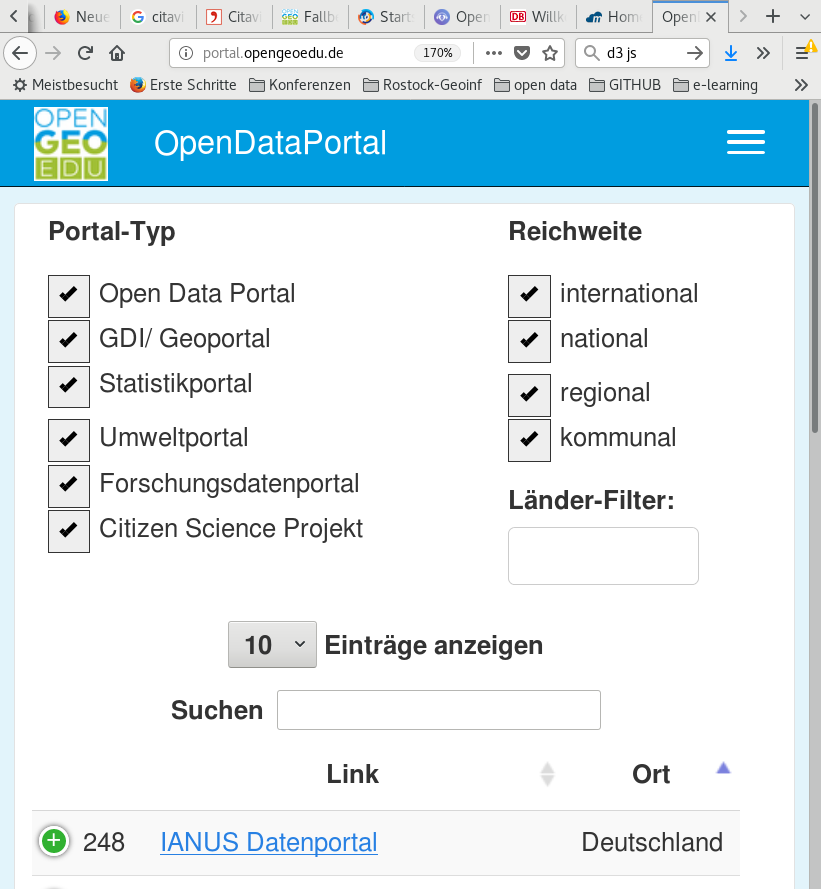 Neue citavi Citavi Fallb Starts Open Willk Hom OpenD
portal.opengeoedu.de 170% d3 js
Meistbesucht Erste Schritte Konferenzen Rostock-Geoinf open data GITHUB e-learning
OPEN
GEO
EDU
OpenDataPortal
Portal-Typ
Reichweite
Open Data Portal
international
GDI/ Geoportal
national
Statistikportal
regional
Umweltportal
kommunal
Forschungsdatenportal
Länder-Filter:
Citizen Science Projekt
10 Einträge anzeigen
Suchen
Link Ort
248 IANUS Datenportal Deutschland